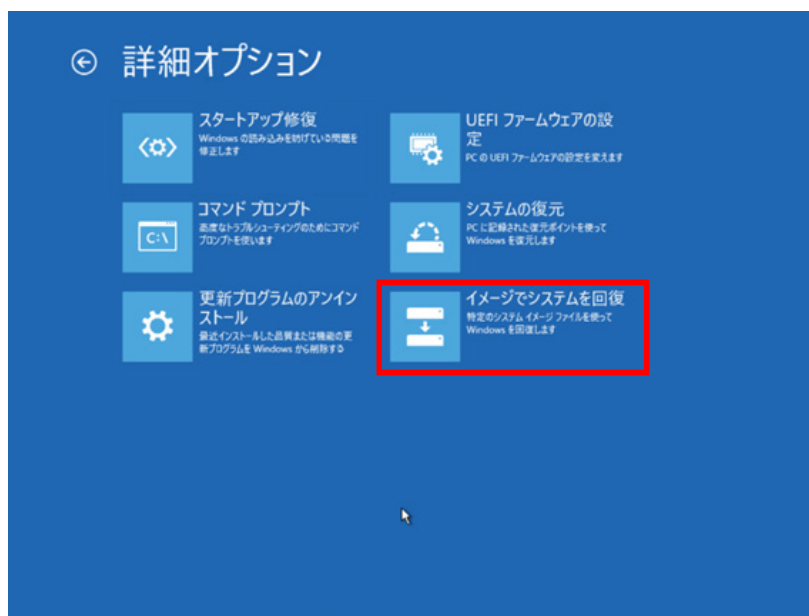 詳細オプション
スタートアップ修復
Windows の読み込みを妨げている問題を
修正します
コマンド プロンプト
高度なトラブルシューティングのためにコマンド
プロンプトを使います
C:\
更新プログラムのアンイン
ストール
最近インストールした品質または機能の更
新プログラムを Windows から削除する
UEFI ファームウェアの設
定
PC の UEFI ファームウェアの設定を変えます
システムの復元
PC に記録された復元ポイントを使って
Windows を復元します
イメージでシステムを回復
特定のシステム イメージ ファイルを使って
Windows を回復します